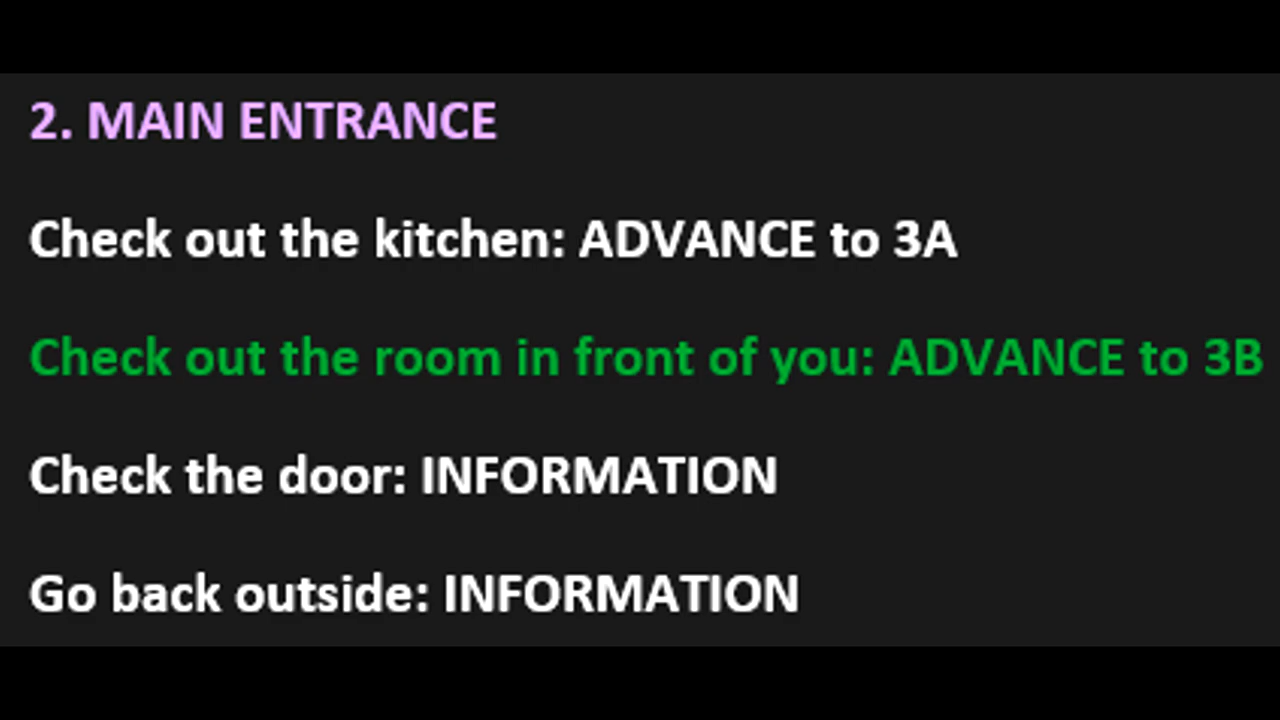 2. MAIN ENTRANCE
Check out the kitchen: ADVANCE to 3A
Check out the room in front of you: ADVANCE to 3B
Check the door: INFORMATION
Go back outside: INFORMATION